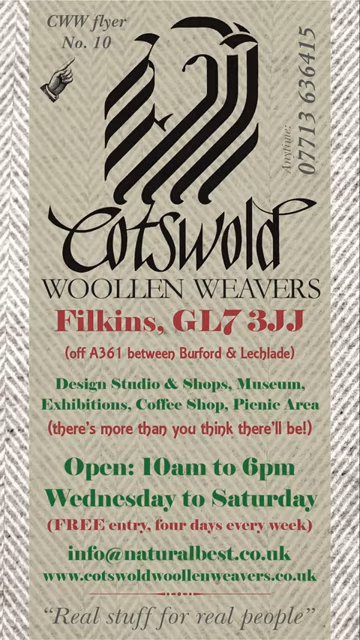 CWW flyer
No. 10
Anytime:
07713 636415
Cotswold
WOOLLEN WEAVERS
Filkins, GL7 3JJ
(off A361 between Burford & Lechlade)
Design Studio & Shops, Museum,
Exhibitions, Coffee Shop, Picnic Area
(there's more than you think there'll be!)
Open: 10am to 6pm
Wednesday to Saturday
(FREE entry, four days every week)
info@naturalbest.co.uk
www.cotswoldwoollenweavers.co.uk
"Real stuff for real people"